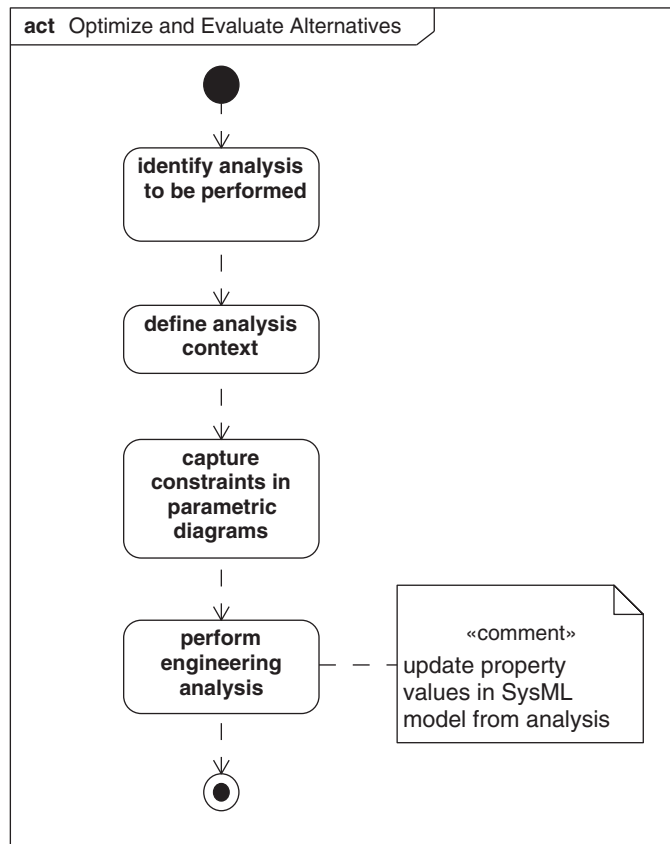 act Optimize and Evaluate Alternatives
identify analysis
to be performed
define analysis
context
capture
constraints in
parametric
diagrams
perform
engineering
analysis
«comment»
update property
values in SysML
model from analysis